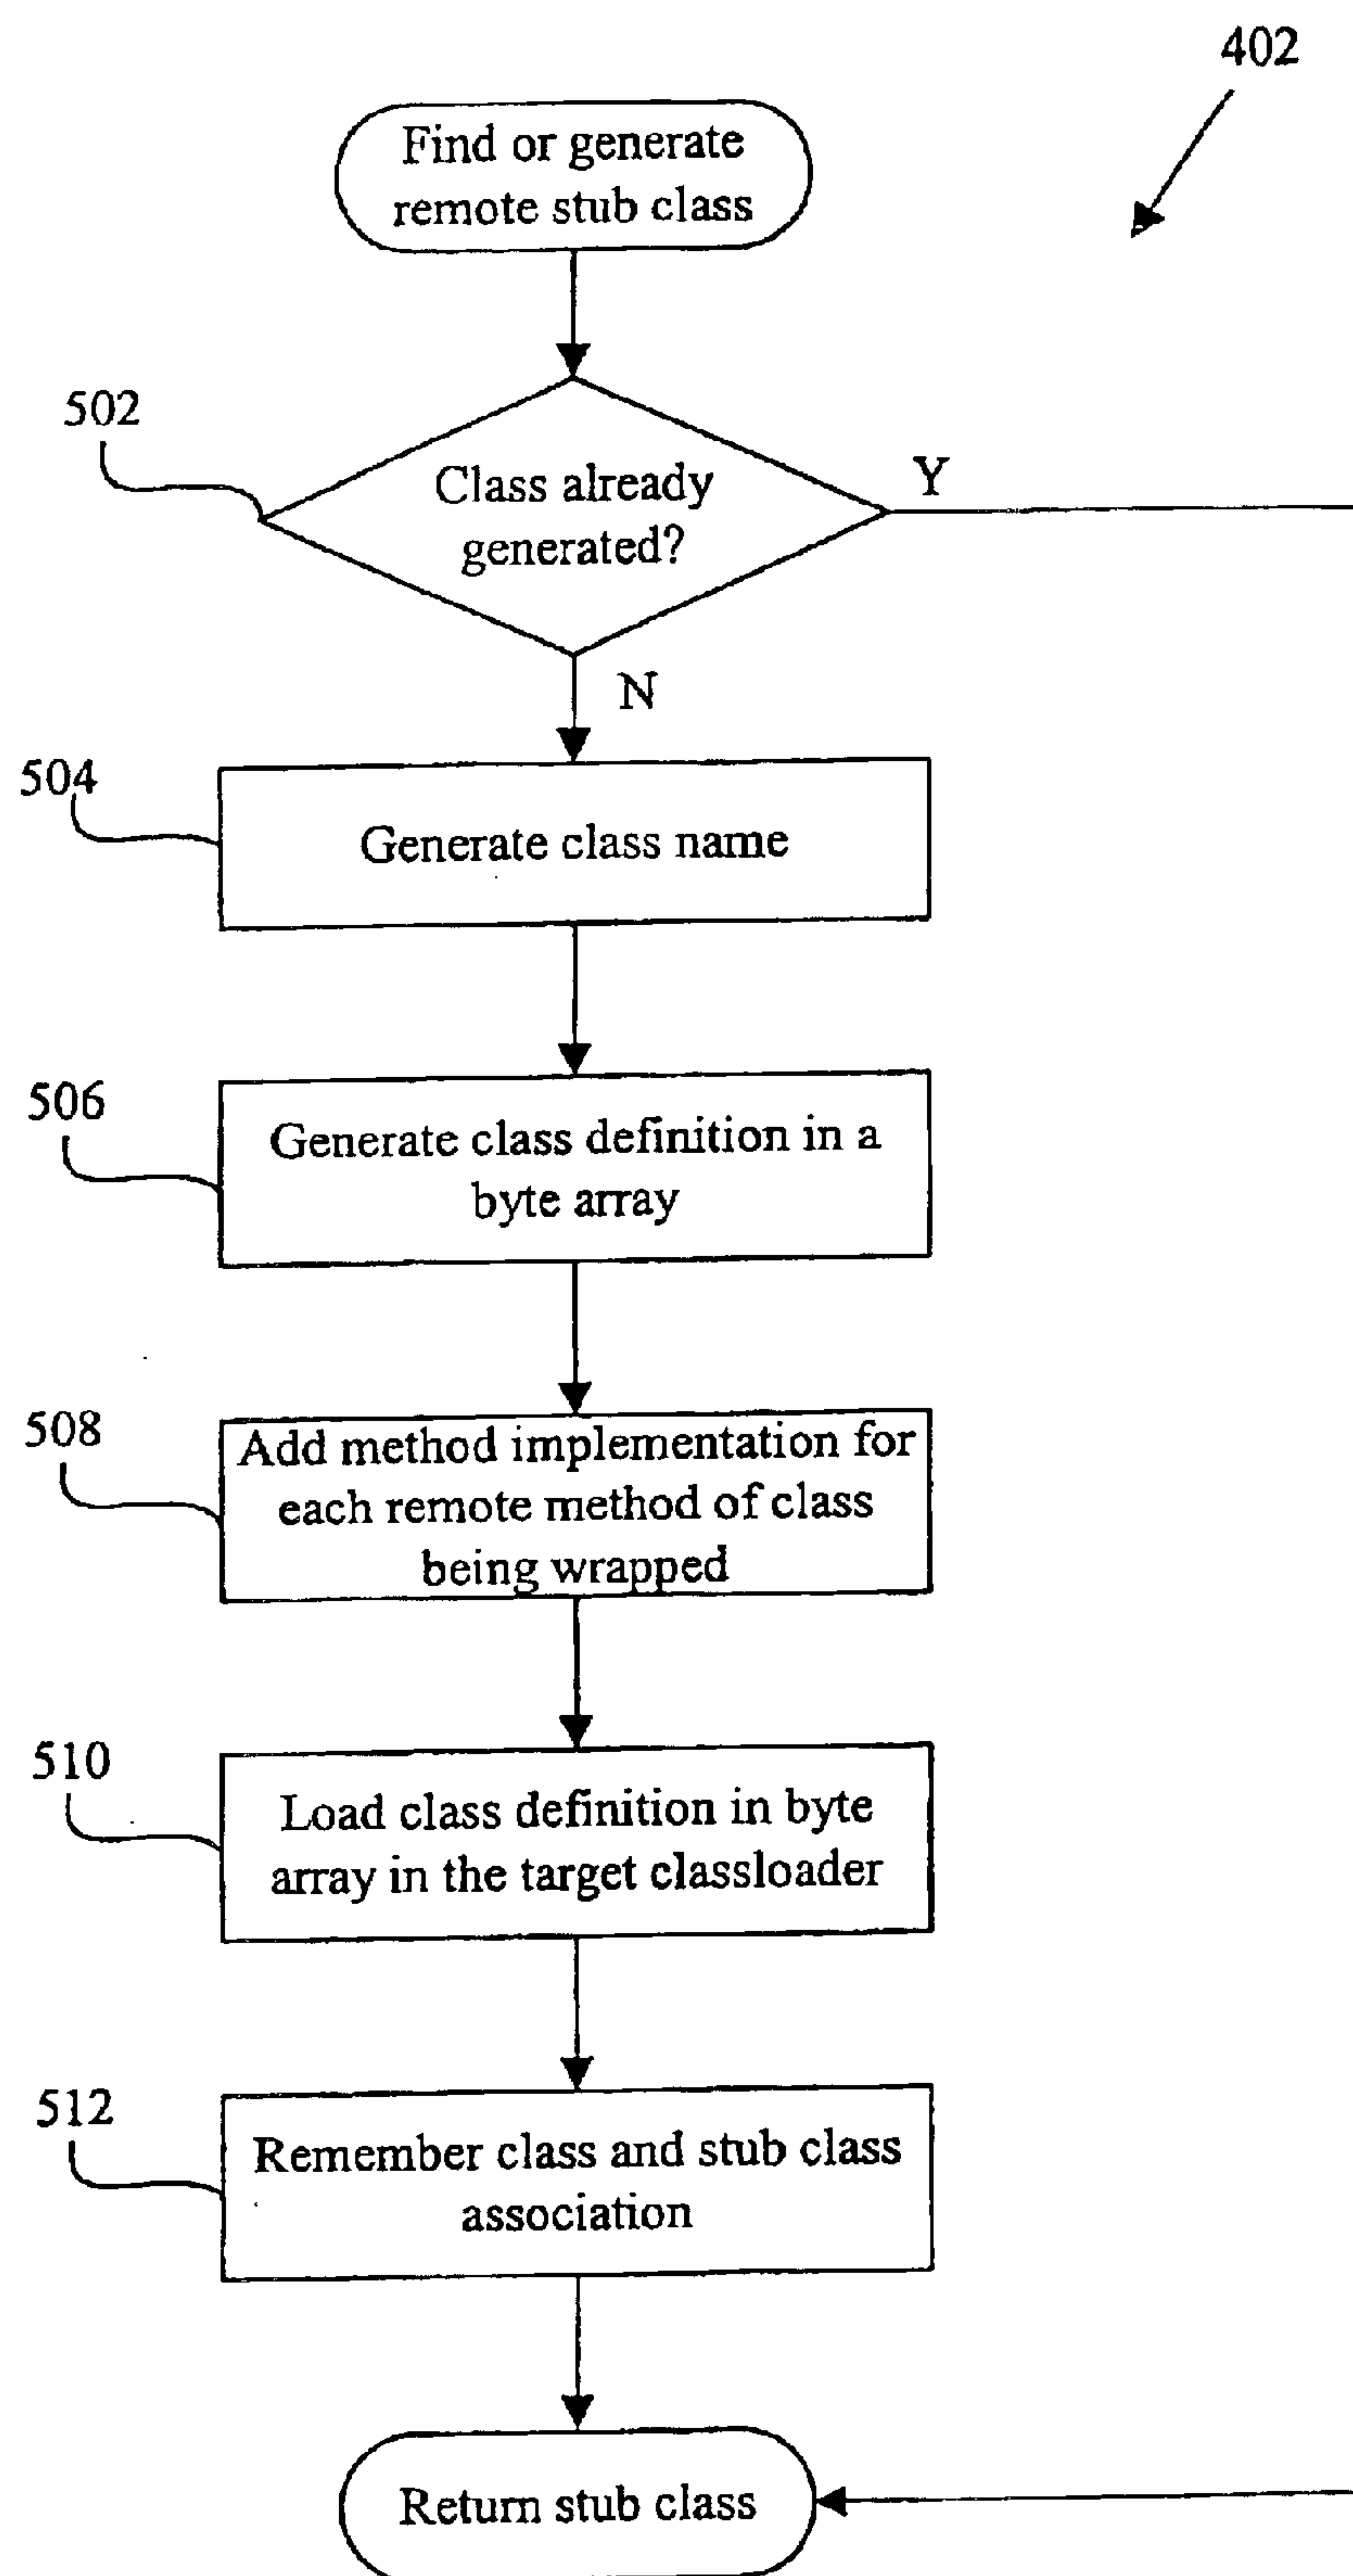 402
Find or generate
remote stub class
502
Class already
generated?
Y
N
504
Generate class name
506
Generate class definition in a
byte array
508
Add method implementation for
each remote method of class
being wrapped
510
Load class definition in byte
array in the target classloader
512
Remember class and stub class
association
Return stub class